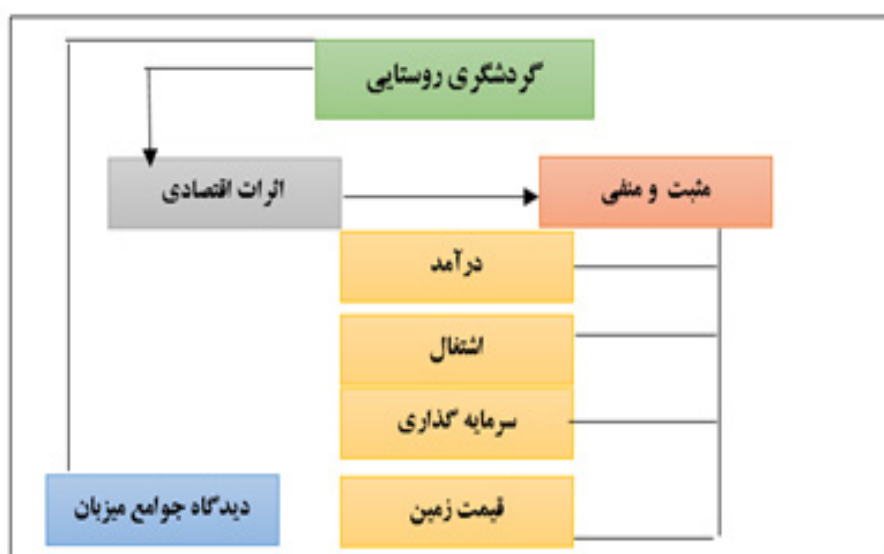 گردشگری روستایی
اثرات اقتصادی
مثبت و منفی
درآمد
اشتغال
سرمایه گذاری
قیمت زمین
دیدگاه جوامع میزبان